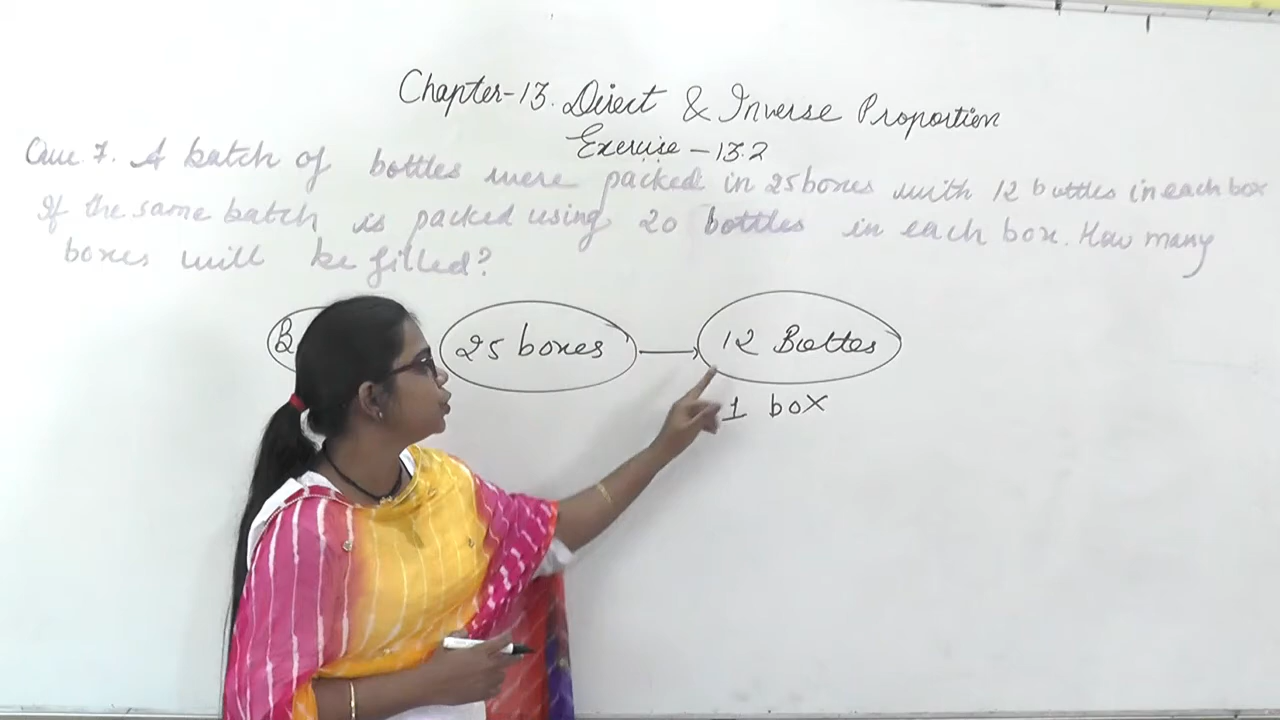 Chapter-13. Direct & Inverse Proportion
Exercise - 13.2
Que. 7. A batch of bottles were packed in 25 boxes with 12 bottles in each box
If the same batch is packed using 20 bottles in each box. How many
boxes will be filled?
B 25 boxes 12 Bottles
1 box